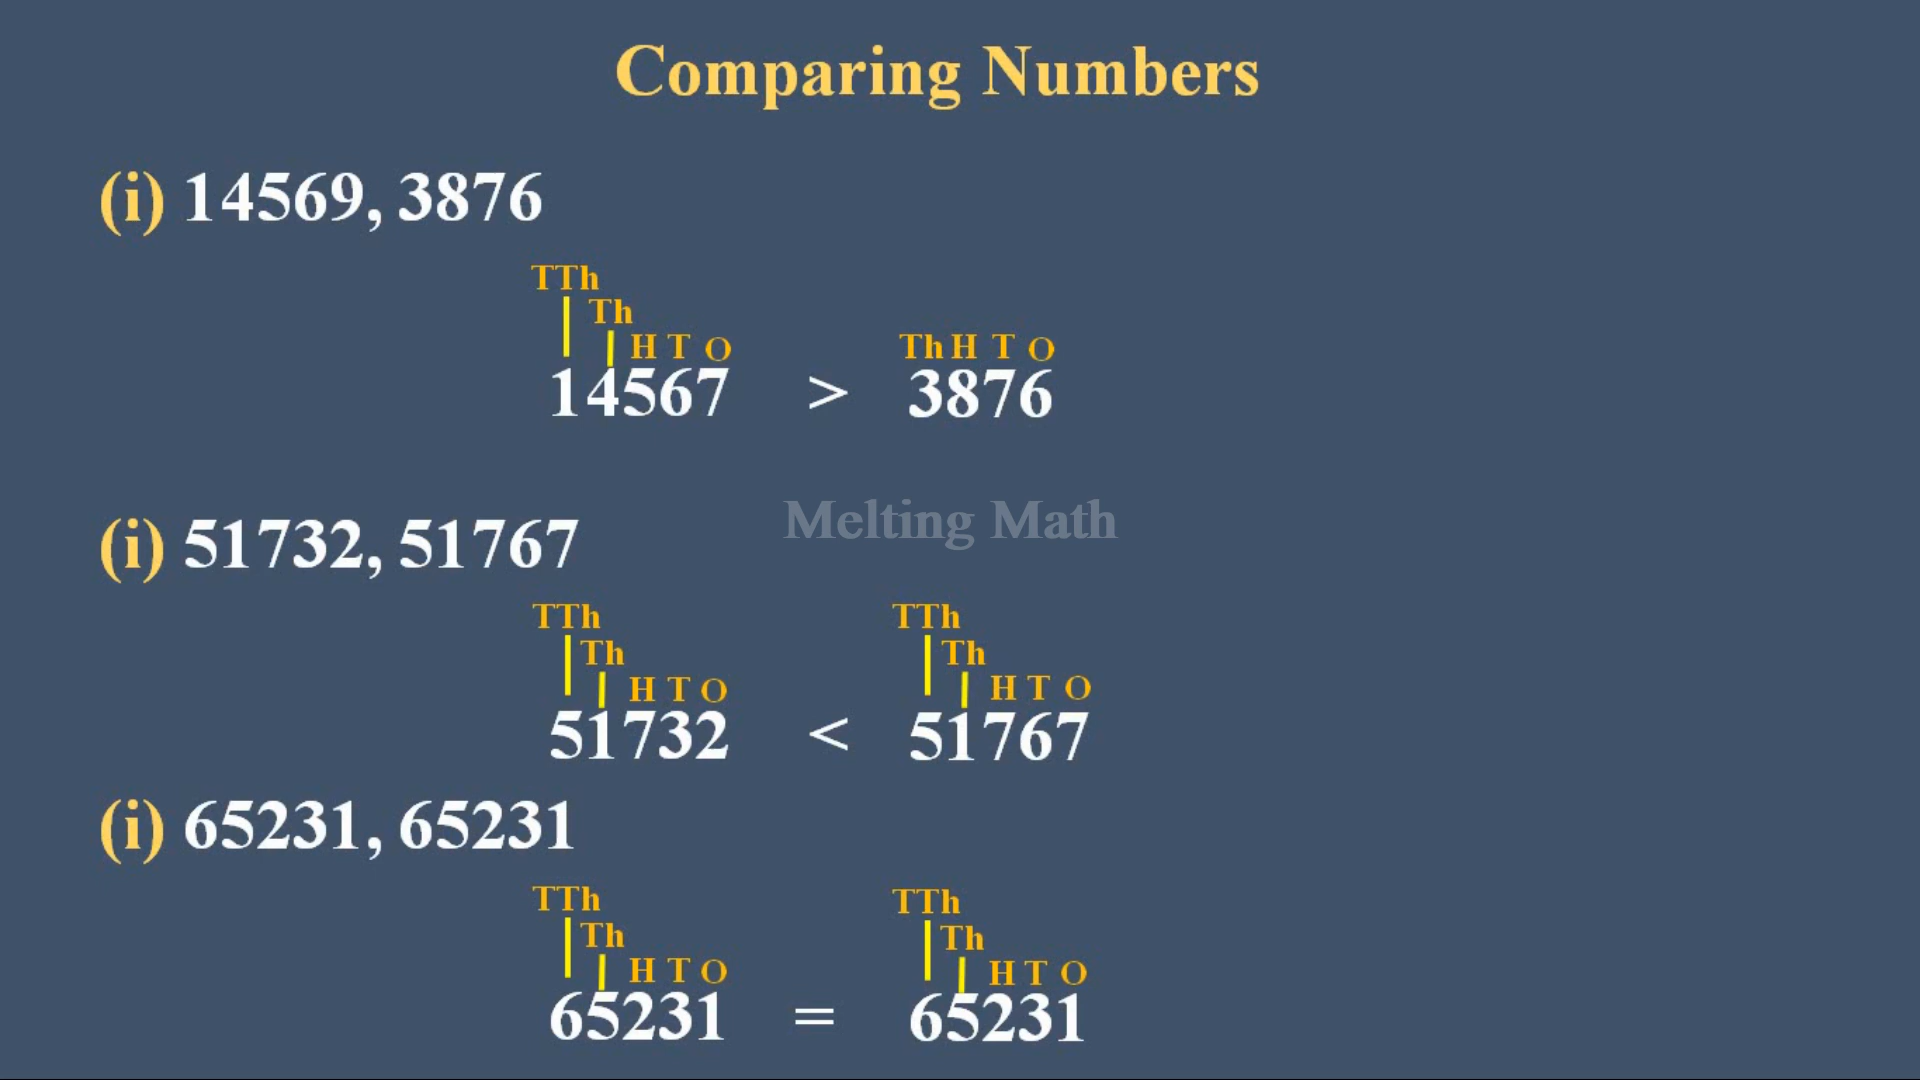 Comparing Numbers
(i) 14569, 3876
TTh
Th
H T O Th H T O
14567 > 3876
Melting Math
(i) 51732, 51767
TTh TTh
Th Th
H T O H T O
51732 < 51767
(i) 65231, 65231
TTh TTh
Th Th
H T O H T O
65231 = 65231